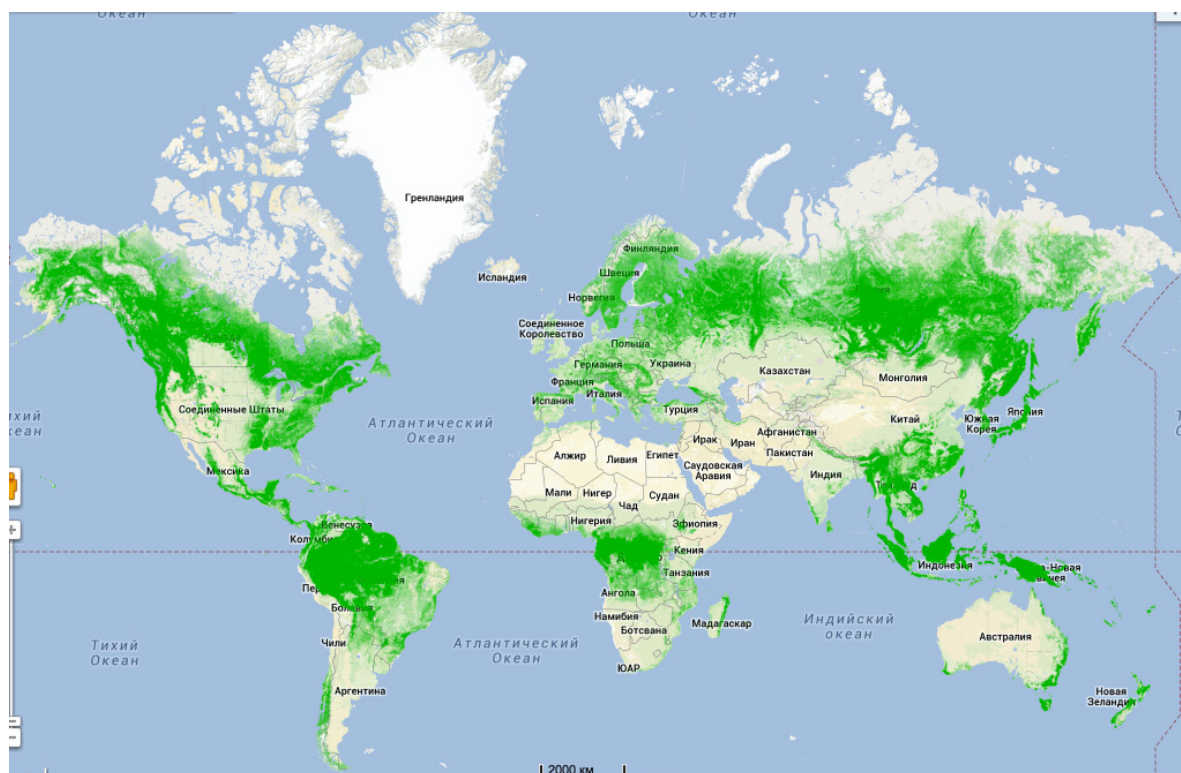 Океан
Океан
Гренландия
Исландия
Финляндия
Швеция
Норвегия
Соединенное
Королевство
Польша
Германия
Украина
Франция
Италия
Испания
Турция
Казахстан
Монголия
Китай
Южная
Корея
Япония
Афганистан
Ирак
Иран
Пакистан
Индия
Саудовская
Аравия
Алжир
Ливия
Египет
Мали
Нигер
Судан
Чад
Нигерия
Эфиопия
Кения
Танзания
Ангола
Намибия
Ботсвана
Мадагаскар
ЮАР
Соединенные Штаты
Мексика
Атлантический
Океан
Венесуэла
Боливия
Чили
Аргентина
Тихий
Океан
Атлантический
Океан
Индийский
океан
Индонезия
Австралия
Новая
Зеландия
2000 км